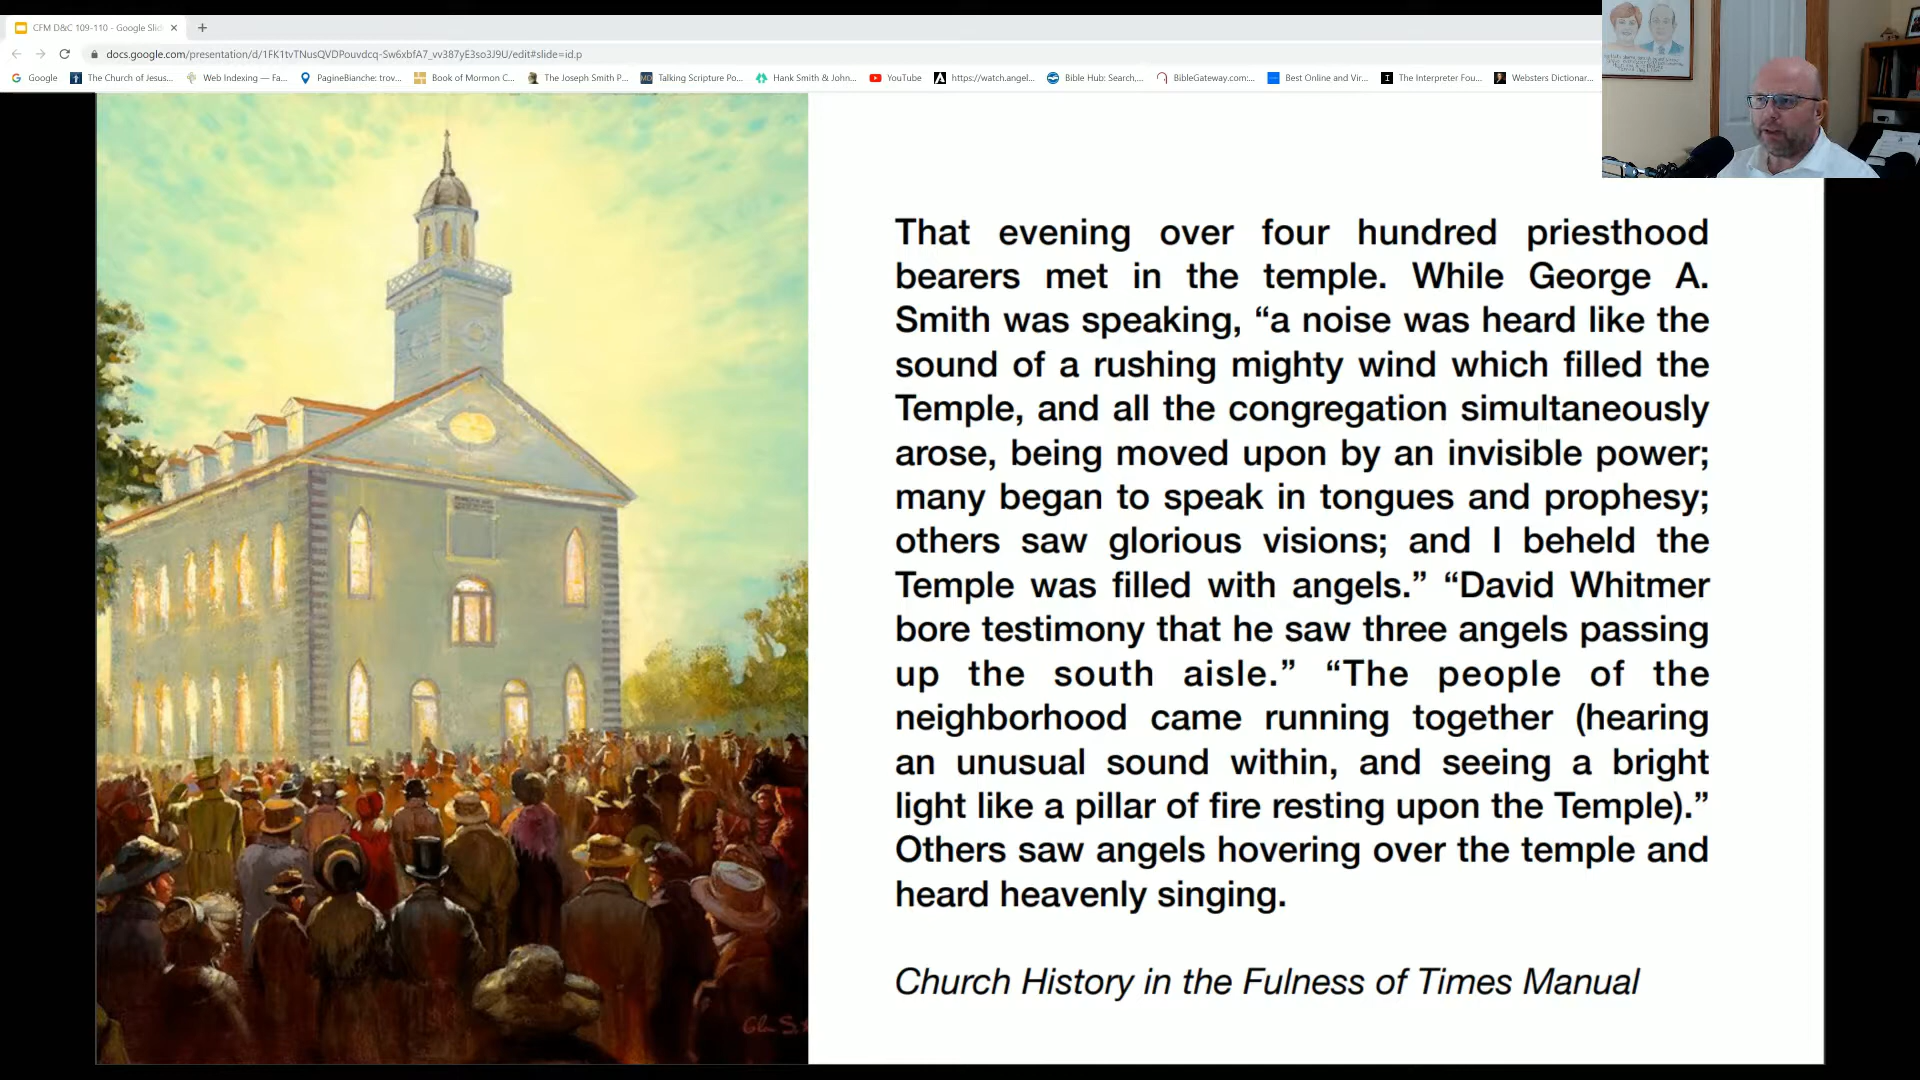 CFM D&C 109-110 - Google Slid
docs.google.com/presentation/d/1FK1tvTNusQVDPouvdcq-Sw6xbfA7_vv387yE3so3J9U/edit#slide=id.p
Google
The Church of Jesus...
Web Indexing — Fa...
PagineBianche: trov...
Book of Mormon C...
The Joseph Smith P...
Talking Scripture Po...
Hank Smith & John...
YouTube
https://watch.angel...
Bible Hub: Search,...
BibleGateway.com:...
Best Online and Vir...
The Interpreter Fou...
Websters Dictionar...
That evening over four hundred priesthood
bearers met in the temple. While George A.
Smith was speaking, “a noise was heard like the
sound of a rushing mighty wind which filled the
Temple, and all the congregation simultaneously
arose, being moved upon by an invisible power;
many began to speak in tongues and prophesy;
others saw glorious visions; and I beheld the
Temple was filled with angels.” “David Whitmer
bore testimony that he saw three angels passing
up the south aisle.” “The people of the
neighborhood came running together (hearing
an unusual sound within, and seeing a bright
light like a pillar of fire resting upon the Temple).”
Others saw angels hovering over the temple and
heard heavenly singing.
Church History in the Fulness of Times Manual